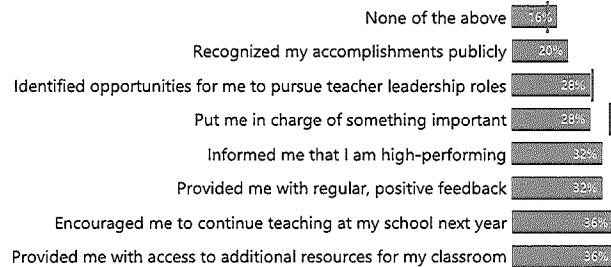 None of the above 16%
Recognized my accomplishments publicly 20%
Identified opportunities for me to pursue teacher leadership roles 28%
Put me in charge of something important 28%
Informed me that I am high-performing 32%
Provided me with regular, positive feedback 32%
Encouraged me to continue teaching at my school next year 36%
Provided me with access to additional resources for my classroom 36%